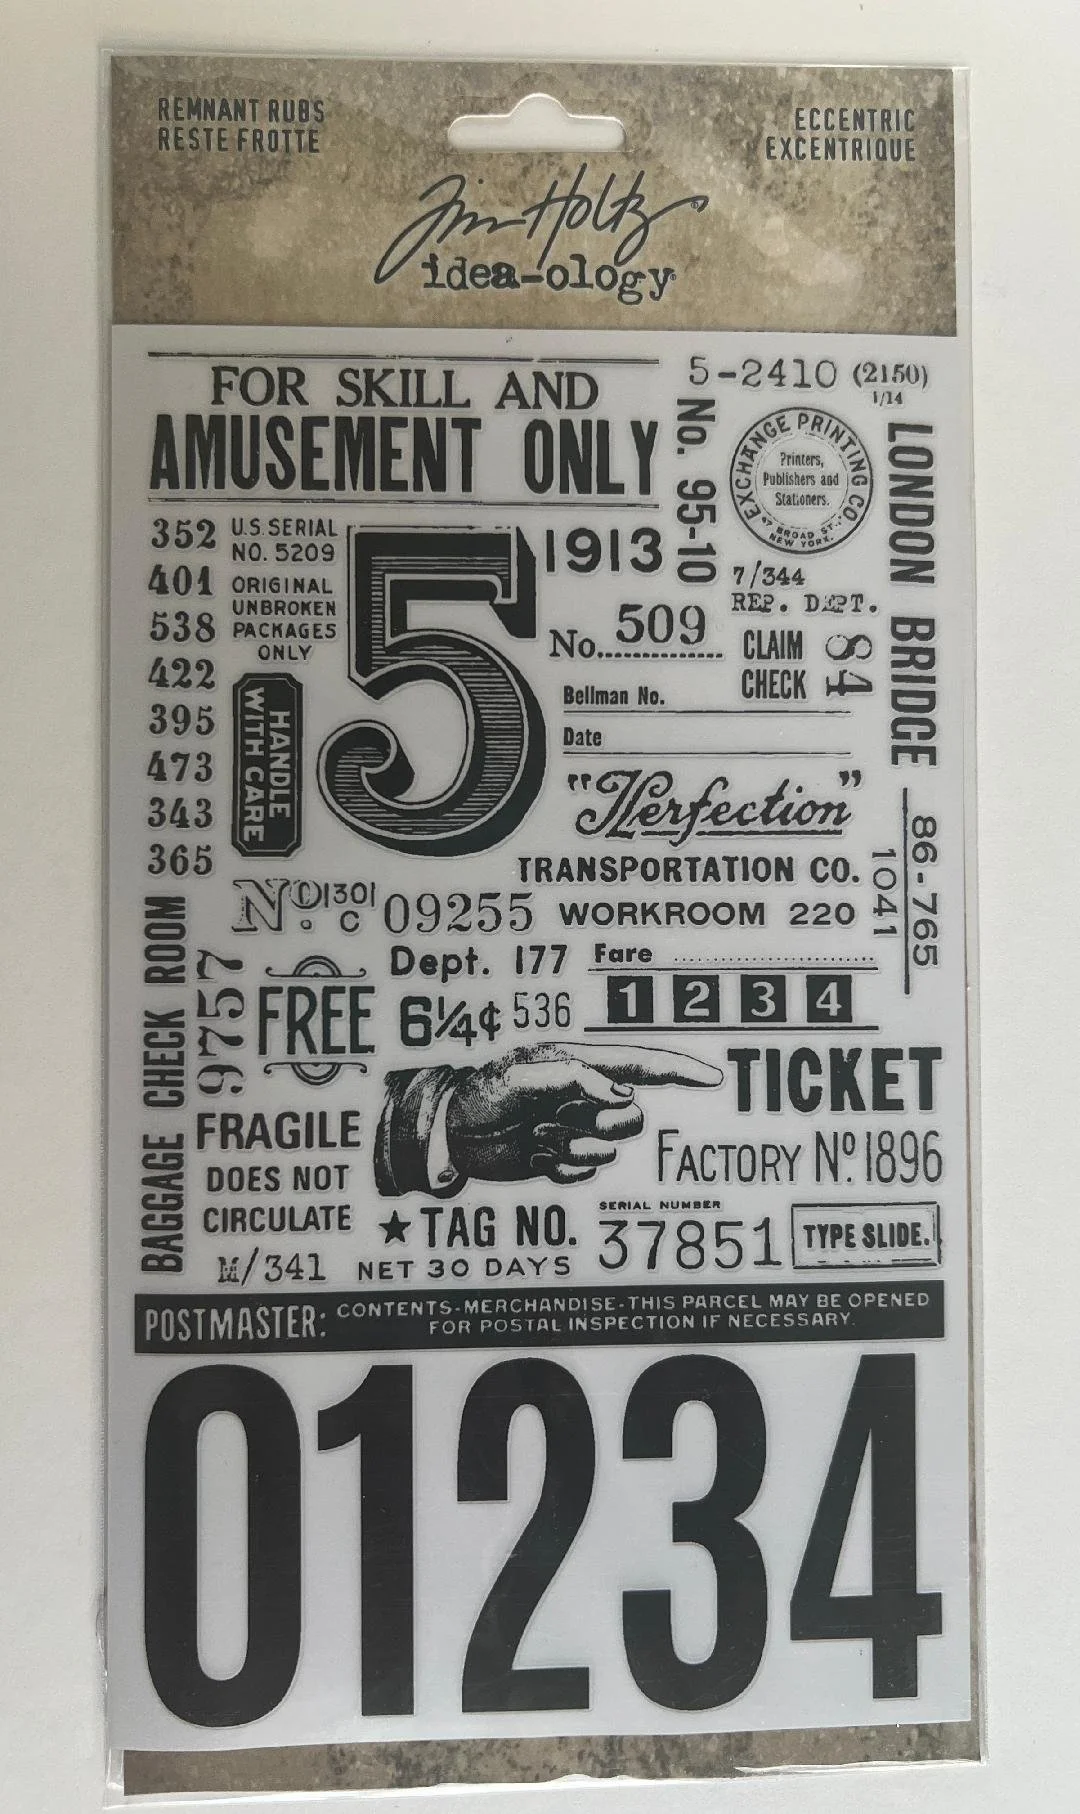 REMNANT RUBS
RESTE FROTTE
ECCENTRIC
EXCENTRIQUE
Tim Holtz®
idea-ology®
FOR SKILL AND
AMUSEMENT ONLY
5-2410 (2150)
1/14
No. 95-10
EXCHANGE PRINTING CO.
Printers,
Publishers and
Stationers.
47 BROAD ST.,
NEW YORK.
LONDON BRIDGE
352
401
538
422
395
473
343
365
U.S. SERIAL
NO. 5209
ORIGINAL
UNBROKEN
PACKAGES
ONLY
HANDLE
WITH CARE
5
1913
7/344
REP. DEPT.
No. 509
CLAIM
CHECK
84
Bellman No.
Date
"Perfection"
TRANSPORTATION CO.
WORKROOM 220
86-765
1041
No. 1301
C
09255
Dept. 177
Fare
1 2 3 4
6¼¢ 536
FREE
9757
BAGGAGE CHECK ROOM
TICKET
FRAGILE
DOES NOT
CIRCULATE
FACTORY No. 1896
★TAG NO.
SERIAL NUMBER
37851
TYPE SLIDE.
M/341
NET 30 DAYS
POSTMASTER: CONTENTS-MERCHANDISE-THIS PARCEL MAY BE OPENED
FOR POSTAL INSPECTION IF NECESSARY.
01234